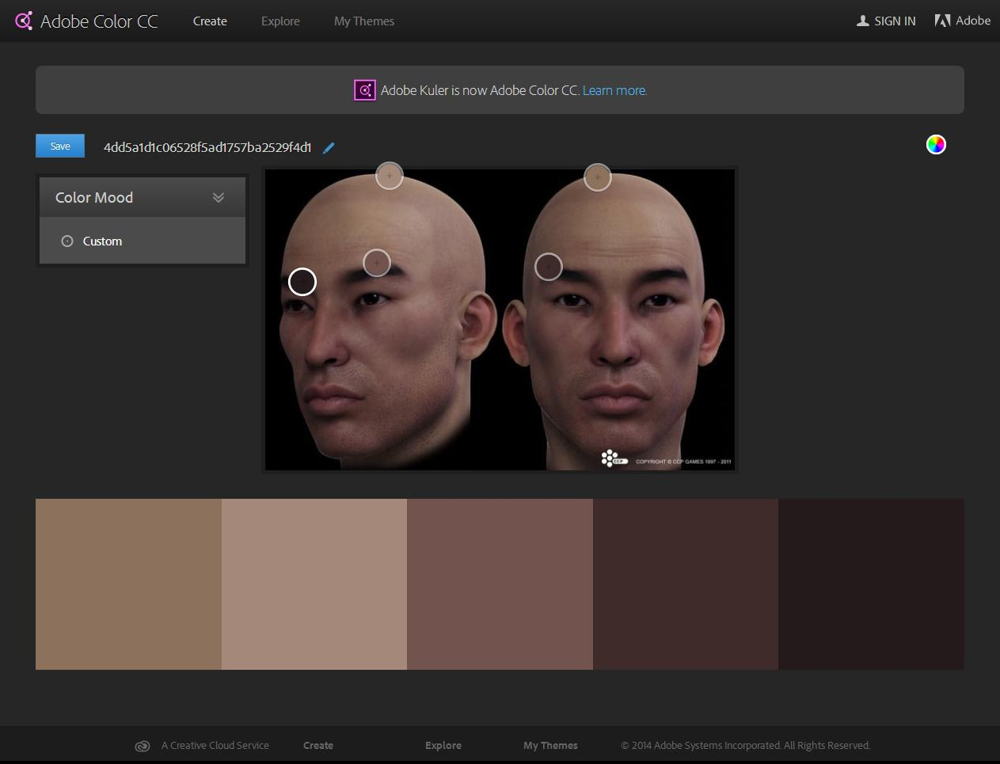 Adobe Color CC
Create
Explore
My Themes
SIGN IN
Adobe
Adobe Kuler is now Adobe Color CC. Learn more.
Save
4dd5a1d1c06528f5ad1757ba2529f4d1
Color Mood
Custom
CCP
COPYRIGHT © CCP GAMES 1997 - 2011
A Creative Cloud Service
Create
Explore
My Themes
© 2014 Adobe Systems Incorporated. All Rights Reserved.